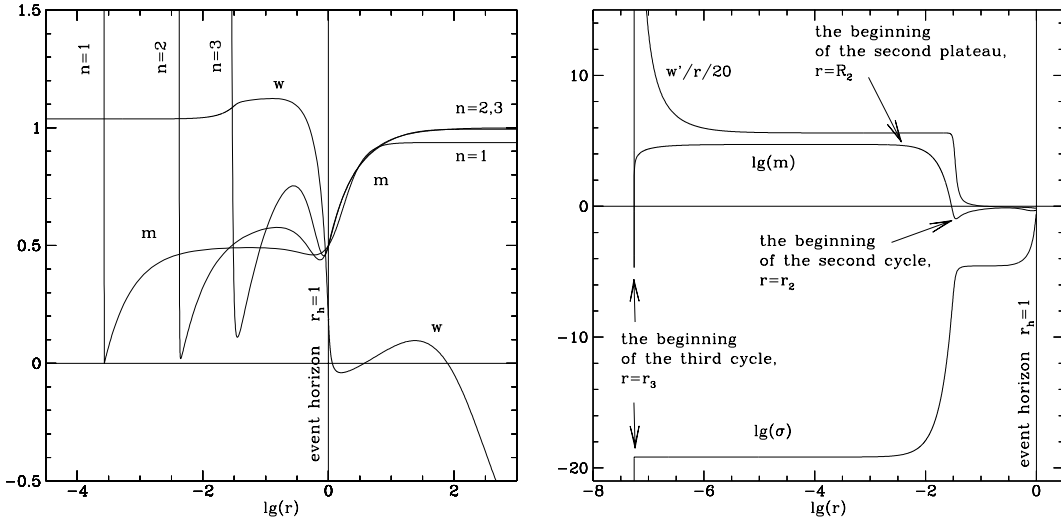 1.5
1
0.5
0
−0.5
−4
−2
0
2
lg(r)
n=1
n=2
n=3
w
n=2,3
n=1
m
m
w
event horizon r_h=1
10
0
−10
−20
−8
−6
−4
−2
0
lg(r)
w'/r/20
the beginning
of the second plateau,
r=R_2
lg(m)
the beginning
of the second cycle,
r=r_2
the beginning
of the third cycle,
r=r_3
lg(σ)
event horizon r_h=1